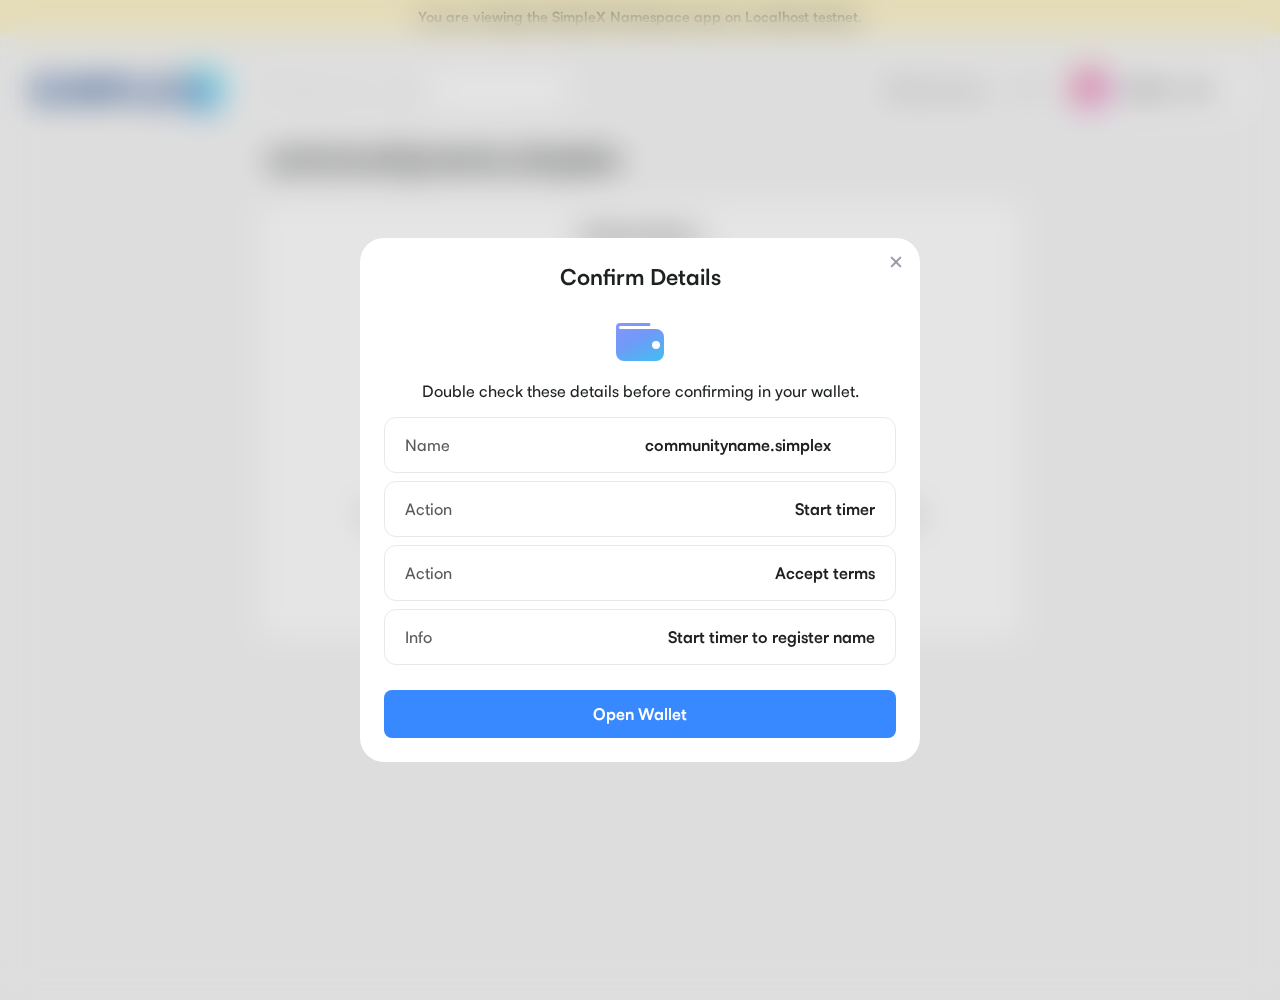 You are viewing the SimpleX Namespace app on Localhost testnet.
Confirm Details
Double check these details before confirming in your wallet.
Name communityname.simplex
Action Start timer
Action Accept terms
Info Start timer to register name
Open Wallet